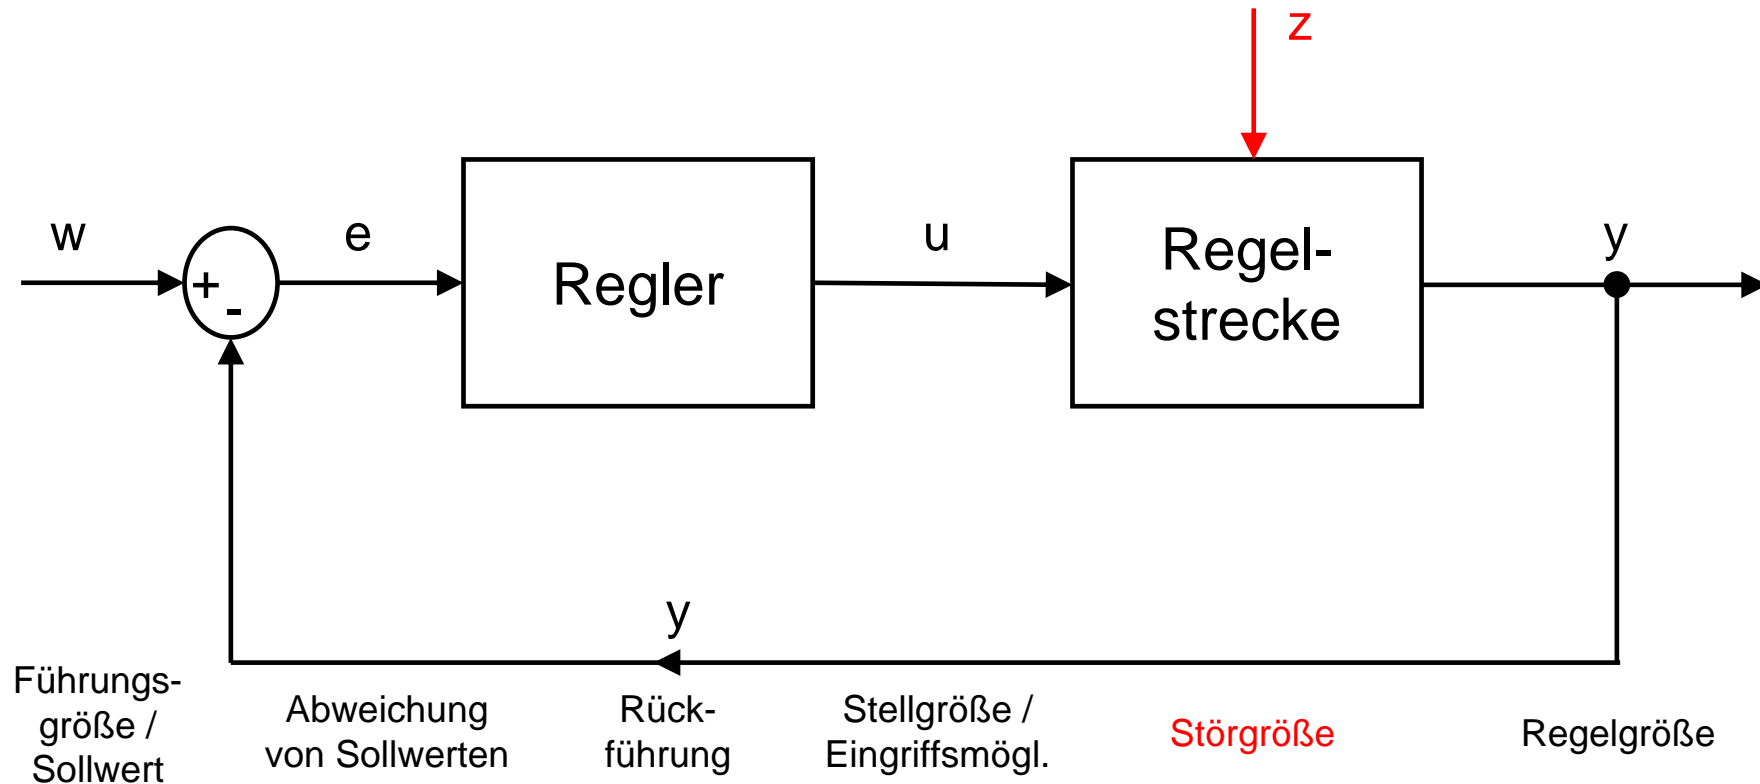 z
w
e
u
y
+
-
Regler
Regel-
strecke
y
Führungs-
größe /
Sollwert
Abweichung
von Sollwerten
Rück-
führung
Stellgröße /
Eingriffsmögl.
Störgröße
Regelgröße